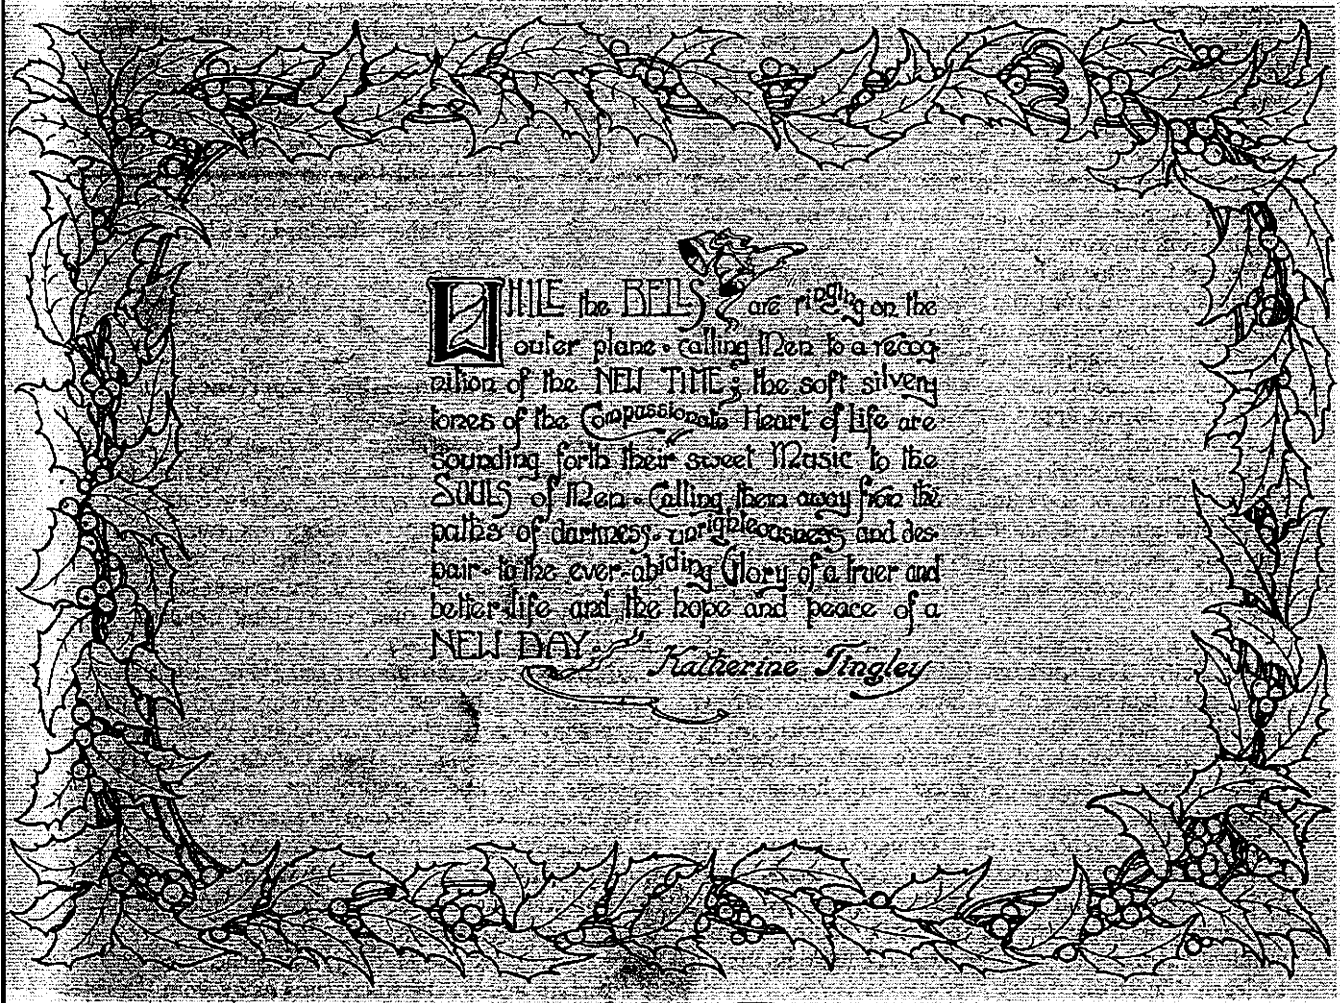 WHILE the BELLS are ringing on the
outer plane • calling Men to a recog-
nition of the NEW TIME; the soft silvery
tones of the Compassionate Heart of Life are
sounding forth their sweet Music to the
SOULS of Men • Calling them away from the
paths of darkness • unrighteousness and des-
pair • to the ever-abiding Glory of a truer and
better life and the hope and peace of a
NEW DAY •
Katherine Tingley